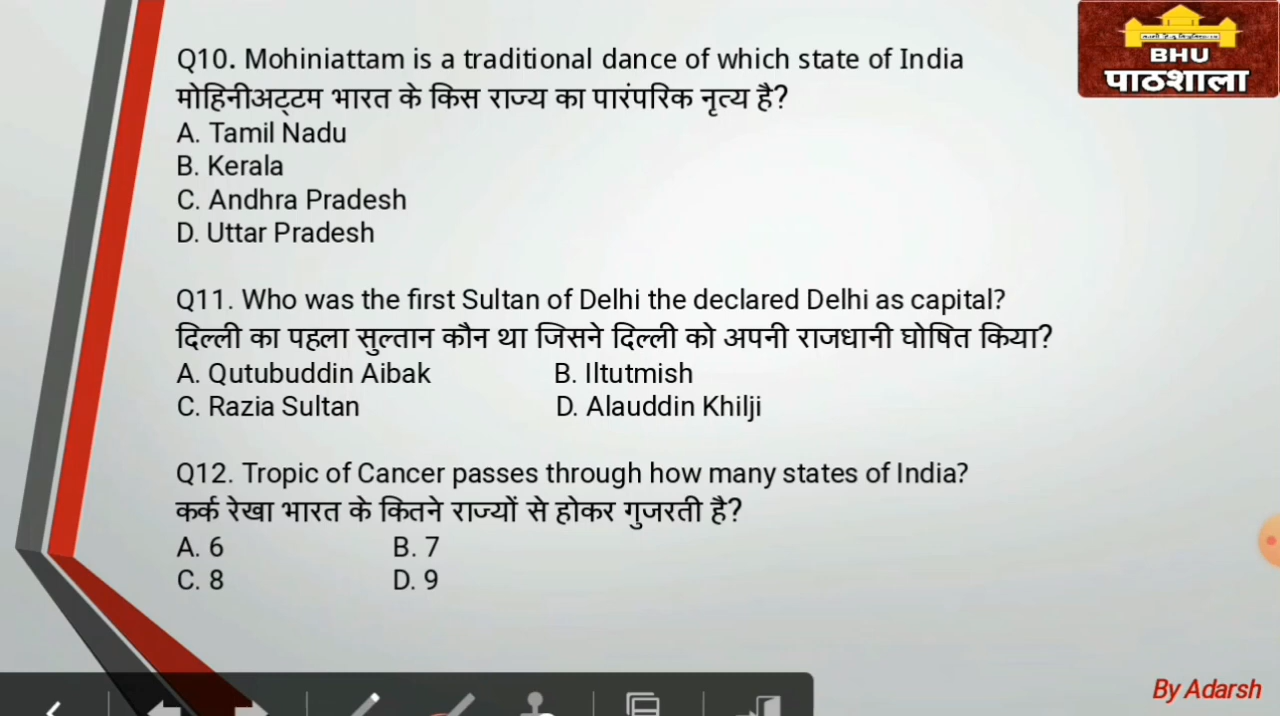 Q10. Mohiniattam is a traditional dance of which state of India
मोहिनीअट्टम भारत के किस राज्य का पारंपरिक नृत्य है?
A. Tamil Nadu
B. Kerala
C. Andhra Pradesh
D. Uttar Pradesh
Q11. Who was the first Sultan of Delhi the declared Delhi as capital?
दिल्ली का पहला सुल्तान कौन था जिसने दिल्ली को अपनी राजधानी घोषित किया?
A. Qutubuddin Aibak B. Iltutmish
C. Razia Sultan D. Alauddin Khilji
Q12. Tropic of Cancer passes through how many states of India?
कर्क रेखा भारत के कितने राज्यों से होकर गुजरती है?
A. 6 B. 7
C. 8 D. 9
BHU
पाठशाला
By Adarsh